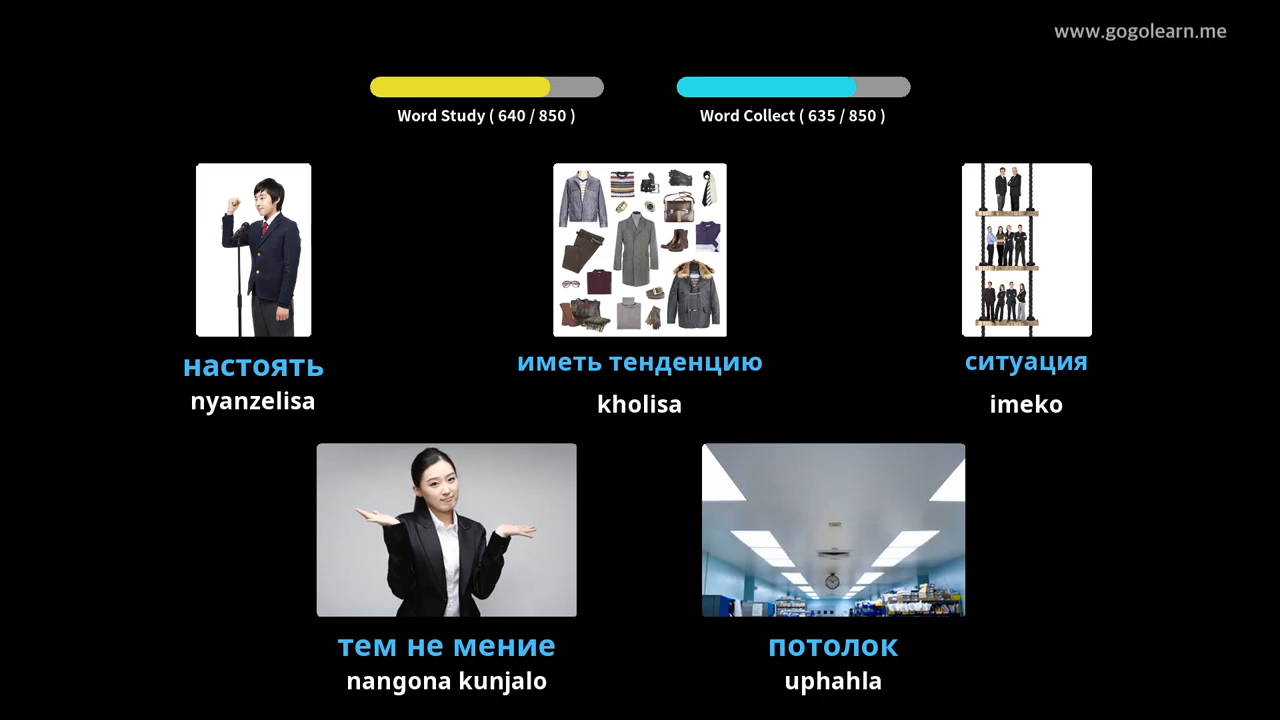 www.gogolearn.me
Word Study ( 640 / 850 )
Word Collect ( 635 / 850 )
настоять
nyanzelisa
иметь тенденцию
kholisa
ситуация
imeko
тем не мение
nangona kunjalo
потолок
uphahla